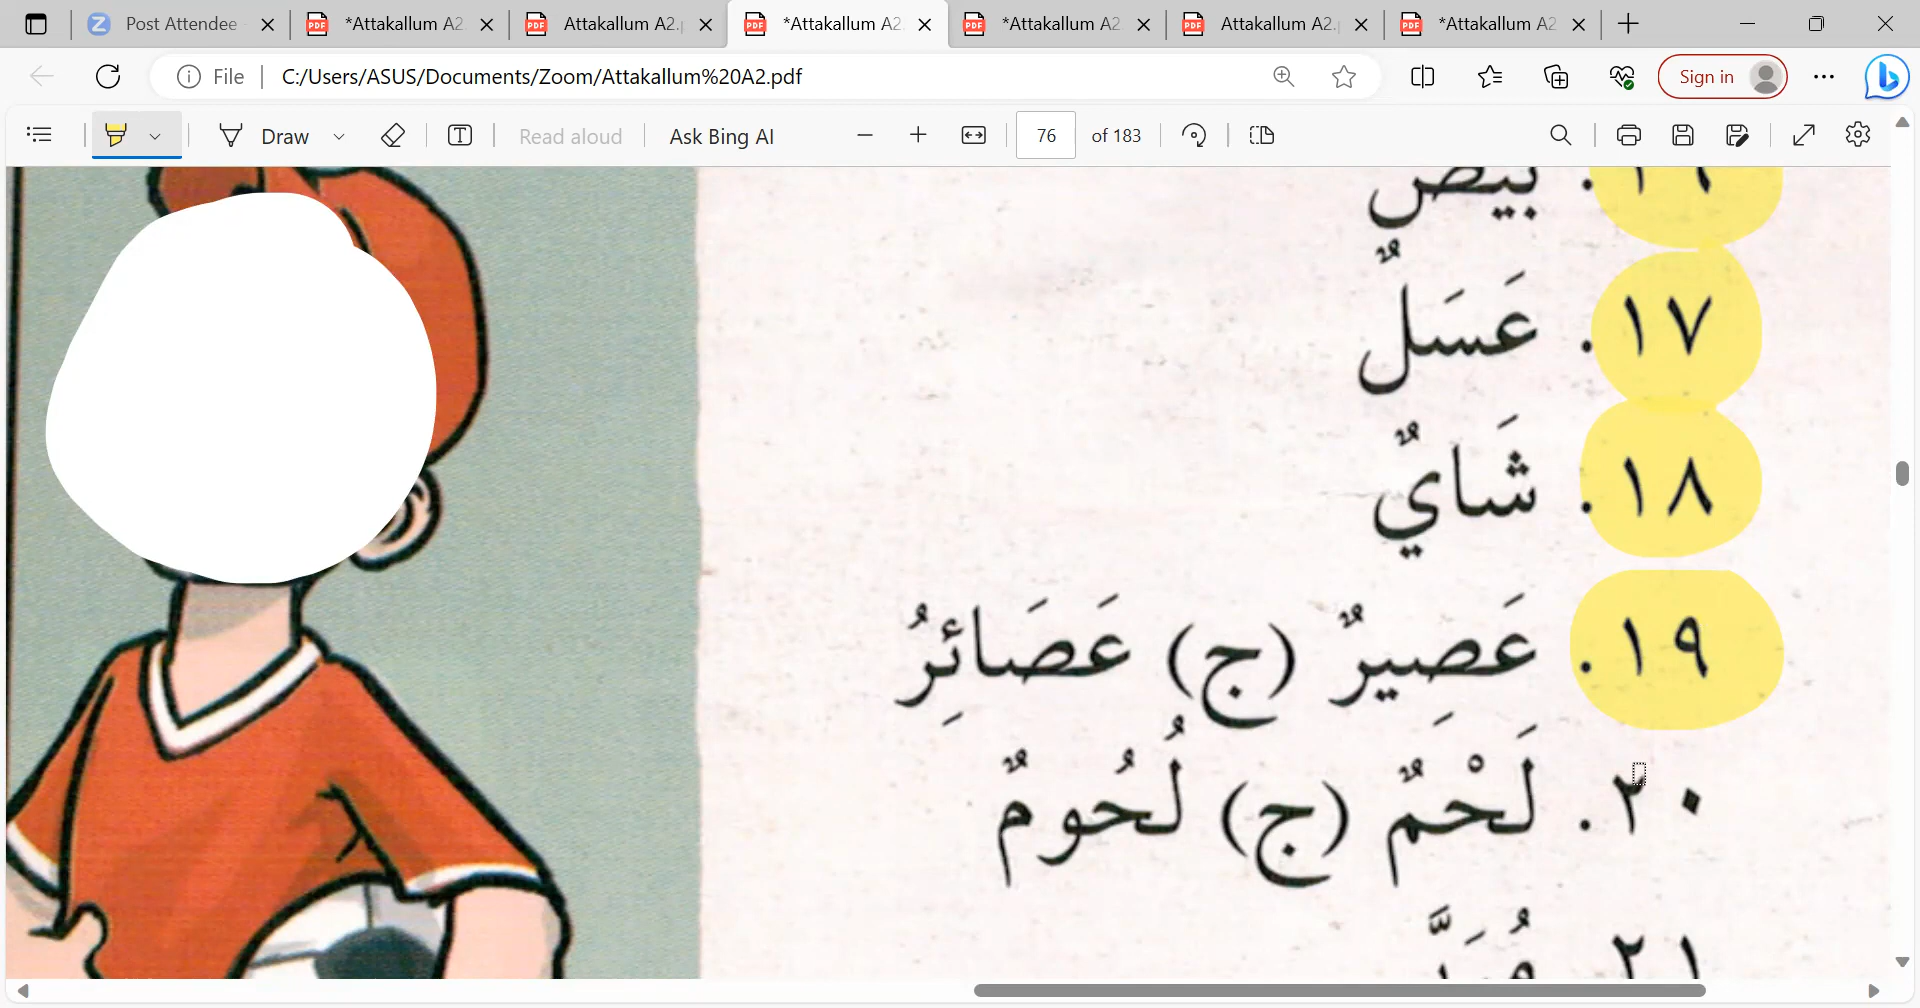 Post Attendee
*Attakallum A2.
Attakallum A2.
*Attakallum A2.
*Attakallum A2
Attakallum A2.
*Attakallum A2
File
C:/Users/ASUS/Documents/Zoom/Attakallum%20A2.pdf
Sign in
Draw
Read aloud
Ask Bing AI
76 of 183
١٦. بَيْضٌ
١٧. عَسَلٌ
١٨. شَايٌ
١٩. عَصِيرٌ (ج) عَصَائِرُ
٢٠. لَحْمٌ (ج) لُحُومٌ
٢١.